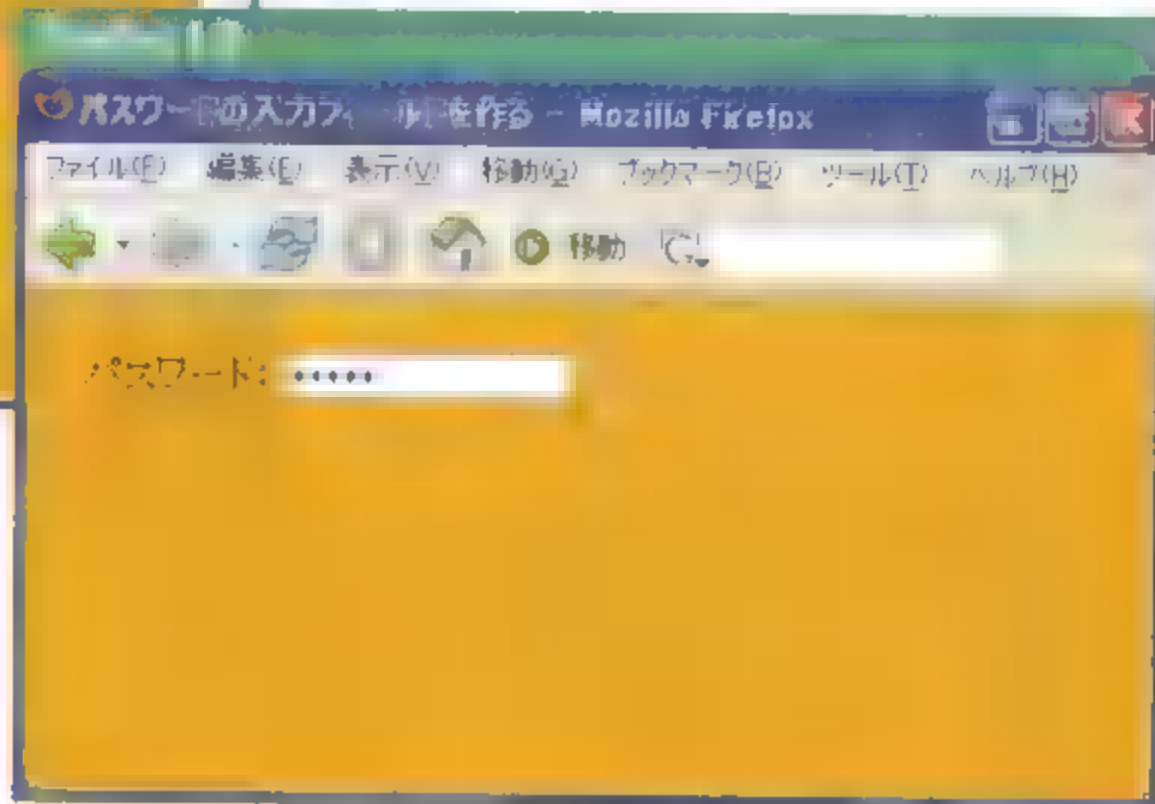 パスワードの入力フィールドを作る - Mozilla Firefox
ファイル(F) 編集(E) 表示(V) 移動(G) ブックマーク(B) ツール(T) ヘルプ(H)
移動
パスワード: •••••